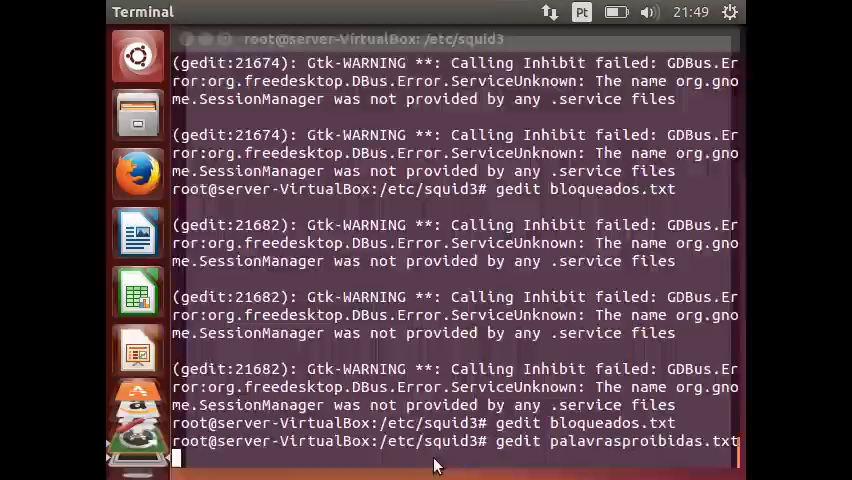 Terminal
Pt
21:49
root@server-VirtualBox: /etc/squid3
(gedit:21674): Gtk-WARNING **: Calling Inhibit failed: GDBus.Er
ror:org.freedesktop.DBus.Error.ServiceUnknown: The name org.gno
me.SessionManager was not provided by any .service files
(gedit:21674): Gtk-WARNING **: Calling Inhibit failed: GDBus.Er
ror:org.freedesktop.DBus.Error.ServiceUnknown: The name org.gno
me.SessionManager was not provided by any .service files
root@server-VirtualBox:/etc/squid3# gedit bloqueados.txt
(gedit:21682): Gtk-WARNING **: Calling Inhibit failed: GDBus.Er
ror:org.freedesktop.DBus.Error.ServiceUnknown: The name org.gno
me.SessionManager was not provided by any .service files
(gedit:21682): Gtk-WARNING **: Calling Inhibit failed: GDBus.Er
ror:org.freedesktop.DBus.Error.ServiceUnknown: The name org.gno
me.SessionManager was not provided by any .service files
(gedit:21682): Gtk-WARNING **: Calling Inhibit failed: GDBus.Er
ror:org.freedesktop.DBus.Error.ServiceUnknown: The name org.gno
me.SessionManager was not provided by any .service files
root@server-VirtualBox:/etc/squid3# gedit bloqueados.txt
root@server-VirtualBox:/etc/squid3# gedit palavrasproibidas.txt